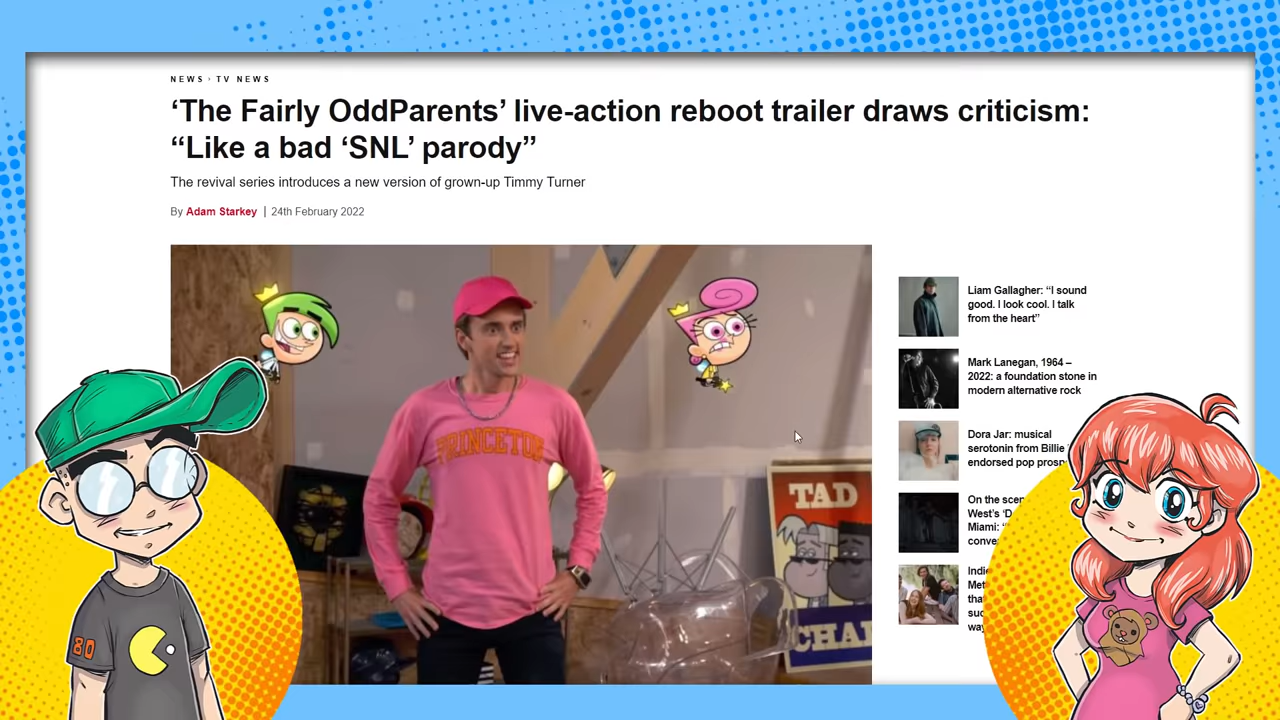 NEWS › TV NEWS
‘The Fairly OddParents’ live-action reboot trailer draws criticism:
“Like a bad ‘SNL’ parody”
The revival series introduces a new version of grown-up Timmy Turner
By Adam Starkey | 24th February 2022
PRINCETON
TAD
80
Liam Gallagher: “I sound
good. I look cool. I talk
from the heart”
Mark Lanegan, 1964 –
2022: a foundation stone in
modern alternative rock
Dora Jar: musical
serotonin from Billie
endorsed pop
On the
West’s
Miami: